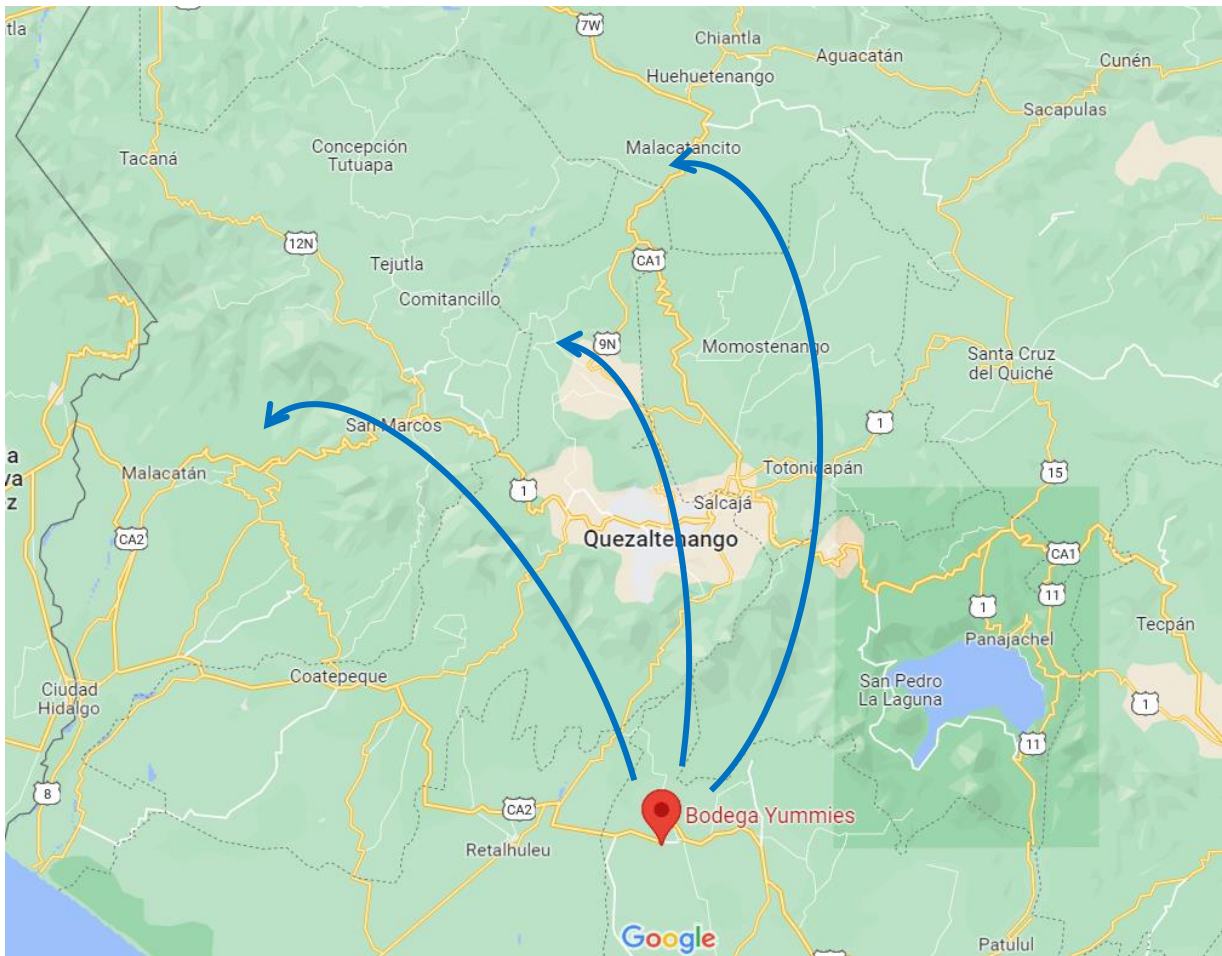 tla
7W
Chiantla
Aguacatán
Cunén
Huehuetenango
Sacapulas
Malacatancito
Concepción
Tutuapa
Tacaná
12N
CA1
Tejutla
Comitancillo
9N
Momostenango
Santa Cruz
del Quiché
San Marcos
1
a
va
z
Malacatán
Totonicapán
15
1
Salcajá
CA2
Quezaltenango
CA1
1
11
Tecpán
Panajachel
Coatepeque
San Pedro
La Laguna
Ciudad
Hidalgo
1
11
8
CA2
Bodega Yummies
Retalhuleu
Google
Patulul